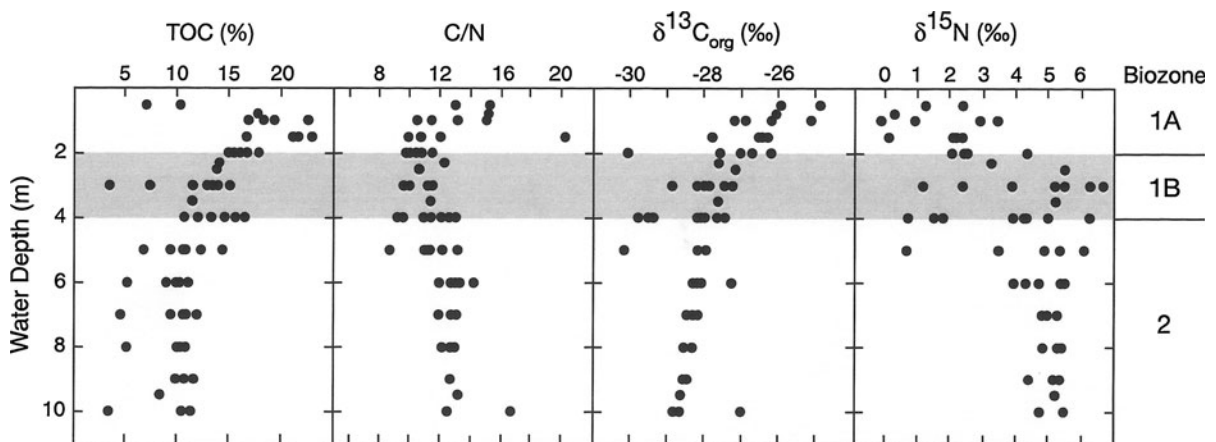 TOC (%) C/N δ13Corg (‰) δ15N (‰)
5 10 15 20 8 12 16 20 -30 -28 -26 0 1 2 3 4 5 6 Biozone
1A
2
1B
4
Water Depth (m)
6
2
8
10